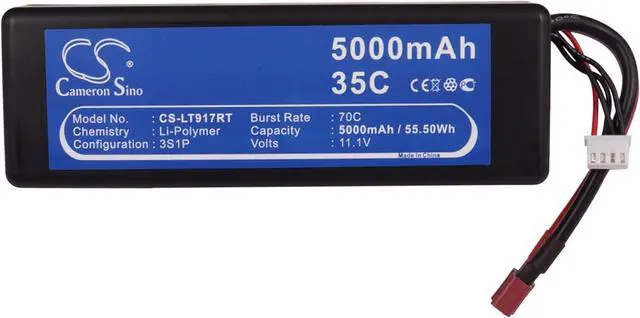 CS
Cameron Sino
5000mAh
35C
Model No. : CS-LT917RT
Chemistry : Li-Polymer
Configuration : 3S1P
Burst Rate : 70C
Capacity : 5000mAh / 55.50Wh
Volts : 11.1V
Made in China